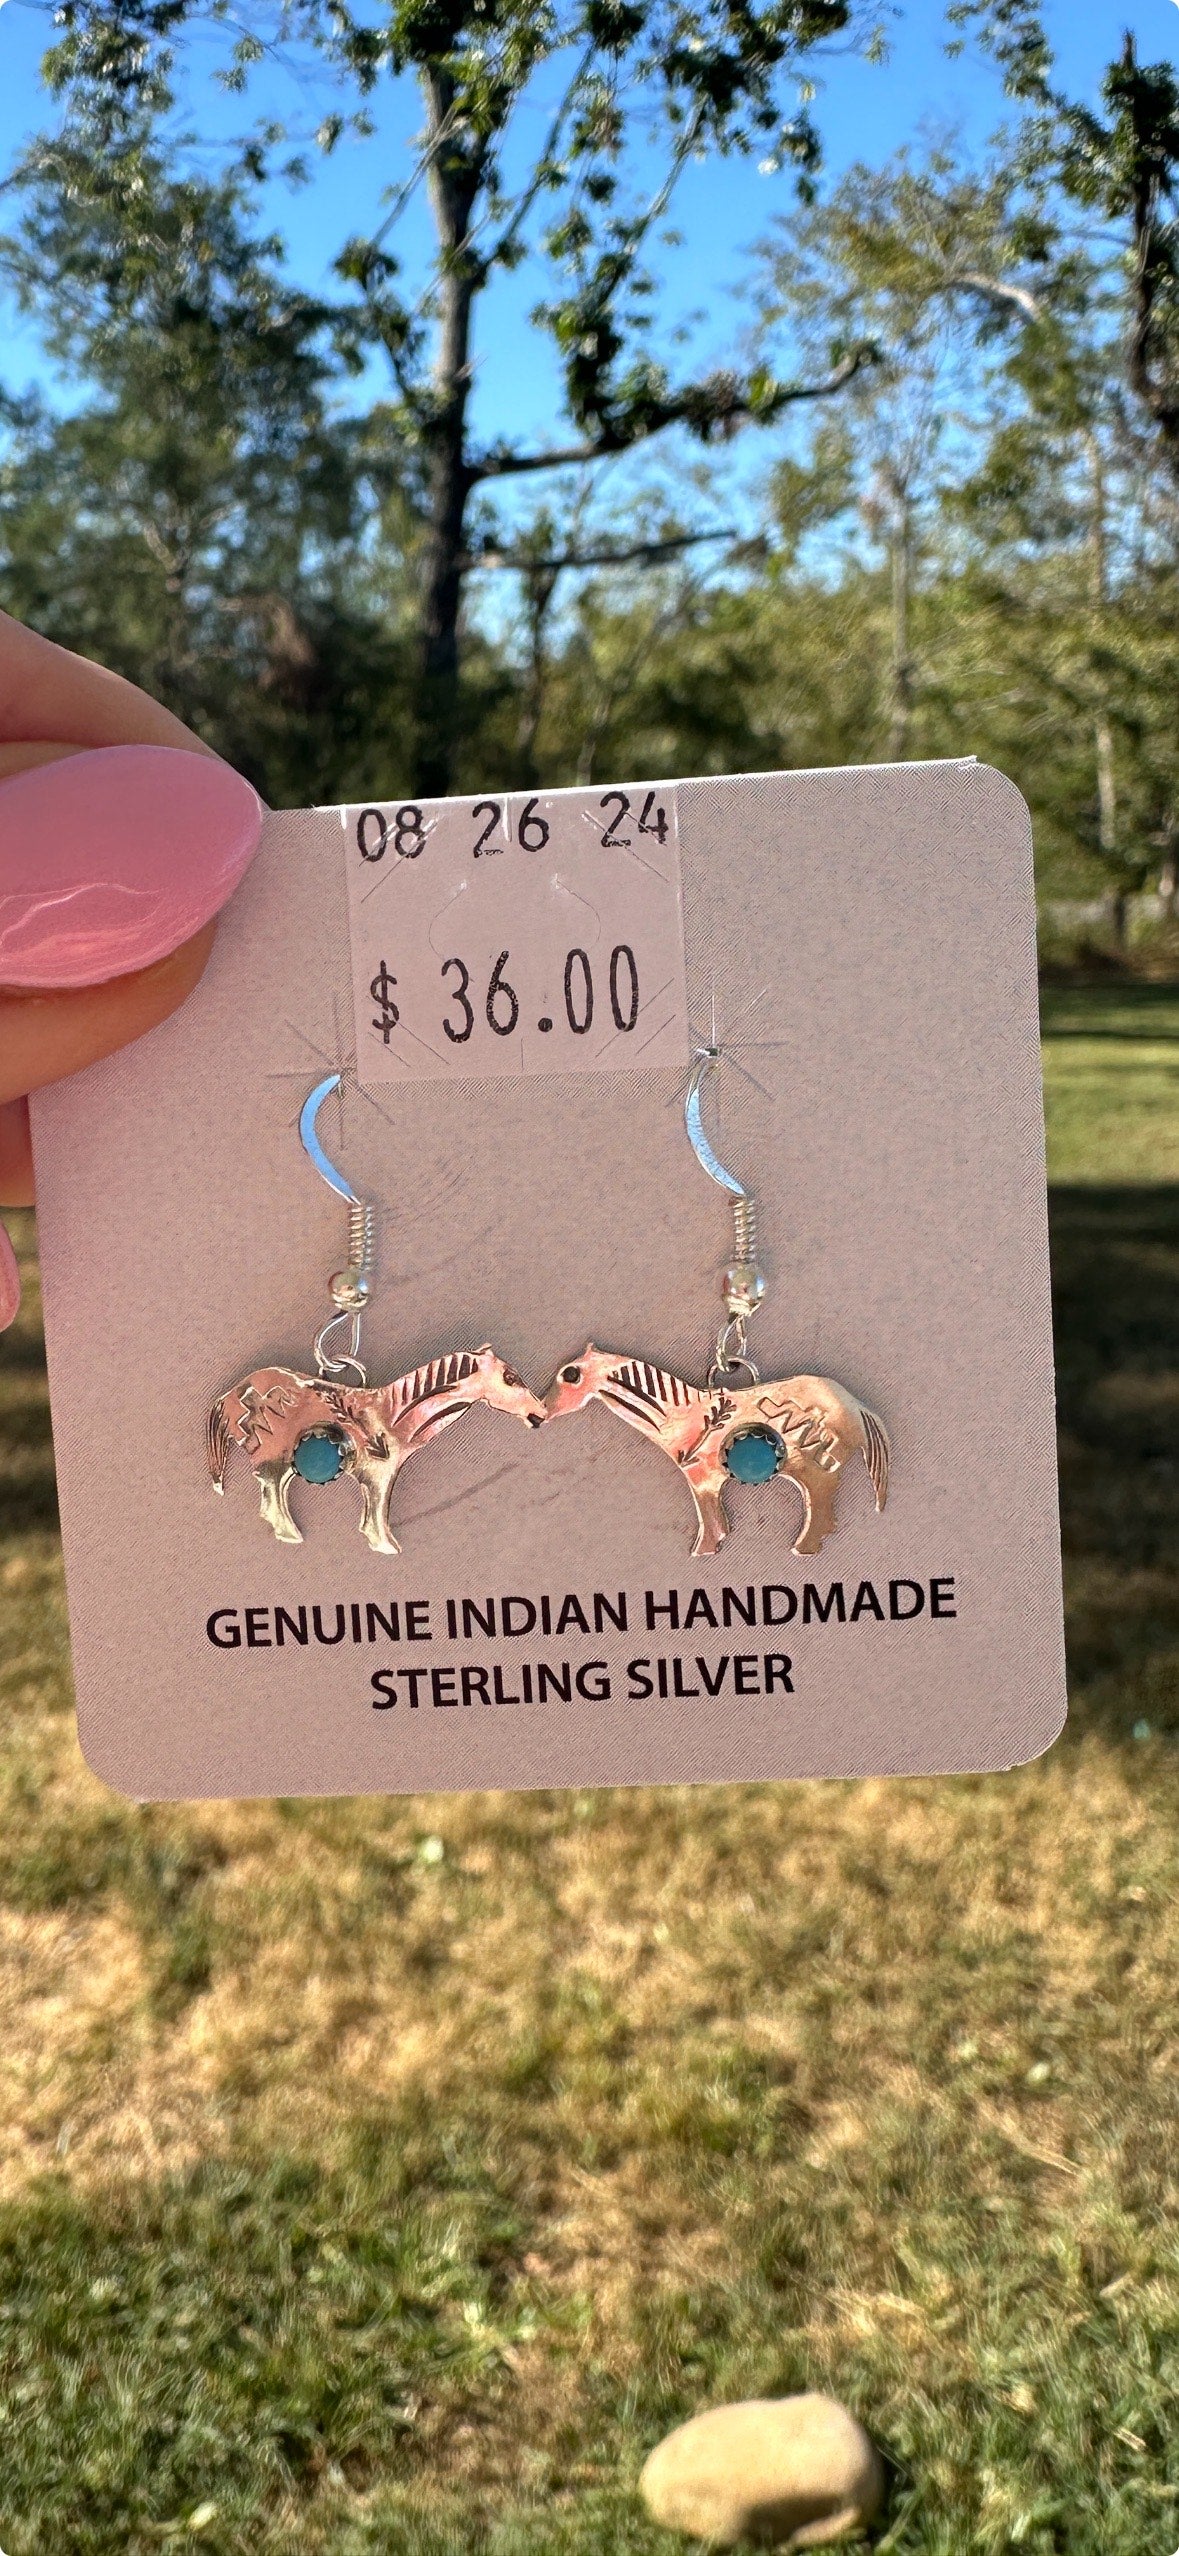 08 26 24
$ 36.00
GENUINE INDIAN HANDMADE
STERLING SILVER